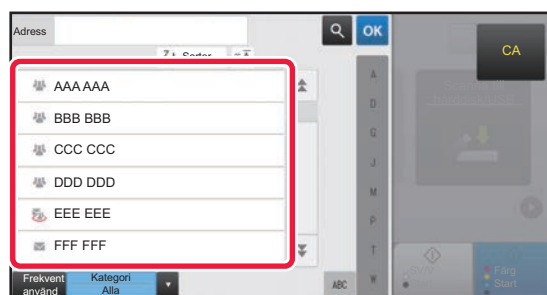 Adress
OK
CA
Sorter
AAA AAA
BBB BBB
CCC CCC
DDD DDD
EEE EEE
FFF FFF
A
D
G
J
M
P
T
W
ABC
Frekvent
använd
Kategori
Alla
Färg
Start